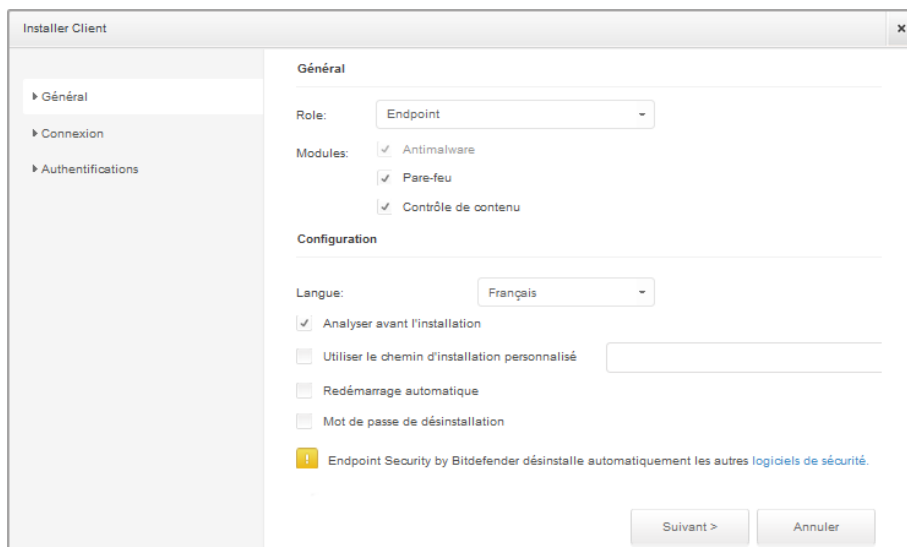 Installer Client
Général
Connexion
Authentifications
Général
Role: Endpoint
Modules: Antimalware
Pare-feu
Contrôle de contenu
Configuration
Langue: Français
Analyser avant l'installation
Utiliser le chemin d'installation personnalisé
Redémarrage automatique
Mot de passe de désinstallation
Endpoint Security by Bitdefender désinstalle automatiquement les autres logiciels de sécurité.
Suivant > Annuler